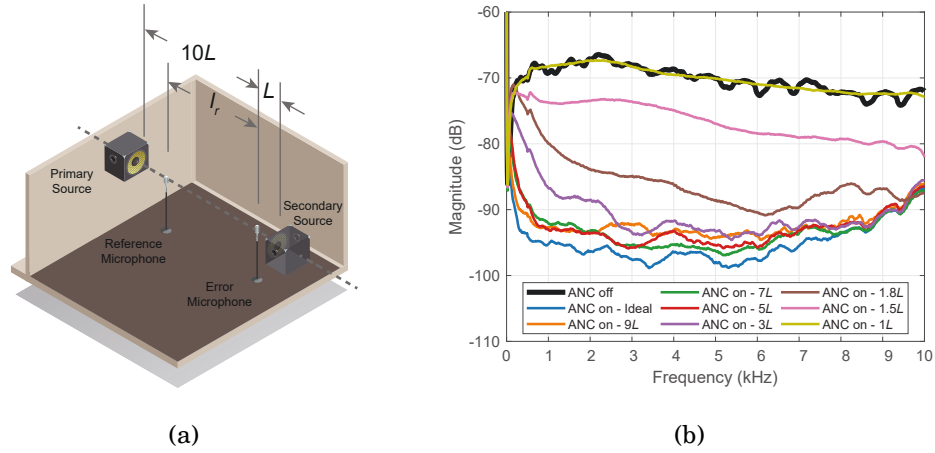 10L
L
lr
Primary
Source
Secondary
Source
Reference
Microphone
Error
Microphone
(a)
-60
-70
-80
-90
-100
-110
Magnitude (dB)
0 1 2 3 4 5 6 7 8 9 10
Frequency (kHz)
ANC off
ANC on - Ideal
ANC on - 9L
ANC on - 7L
ANC on - 5L
ANC on - 3L
ANC on - 1.8L
ANC on - 1.5L
ANC on - 1L
(b)